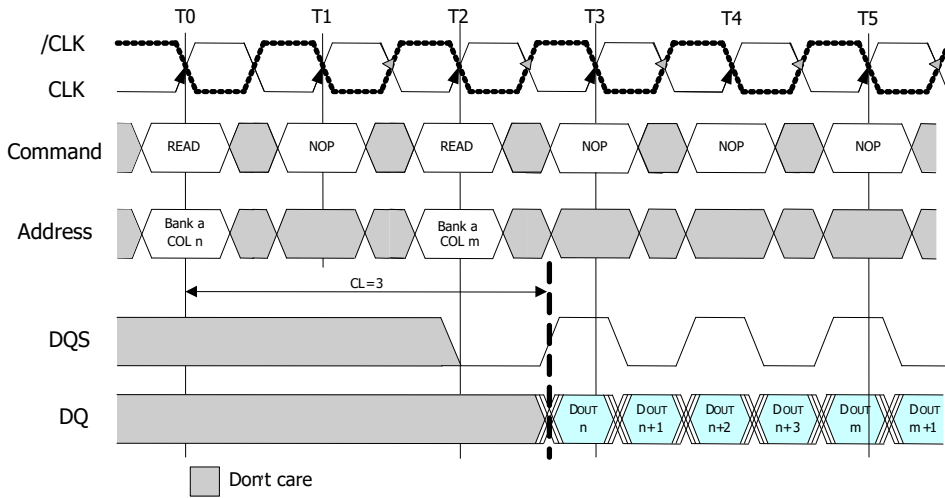 T0 T1 T2 T3 T4 T5
/CLK
CLK
Command READ NOP READ NOP NOP NOP
Address Bank a Bank a
COL n COL m
CL=3
DQS
DQ DOUT DOUT DOUT DOUT DOUT DOUT
n n+1 n+2 n+3 m m+1
Don't care